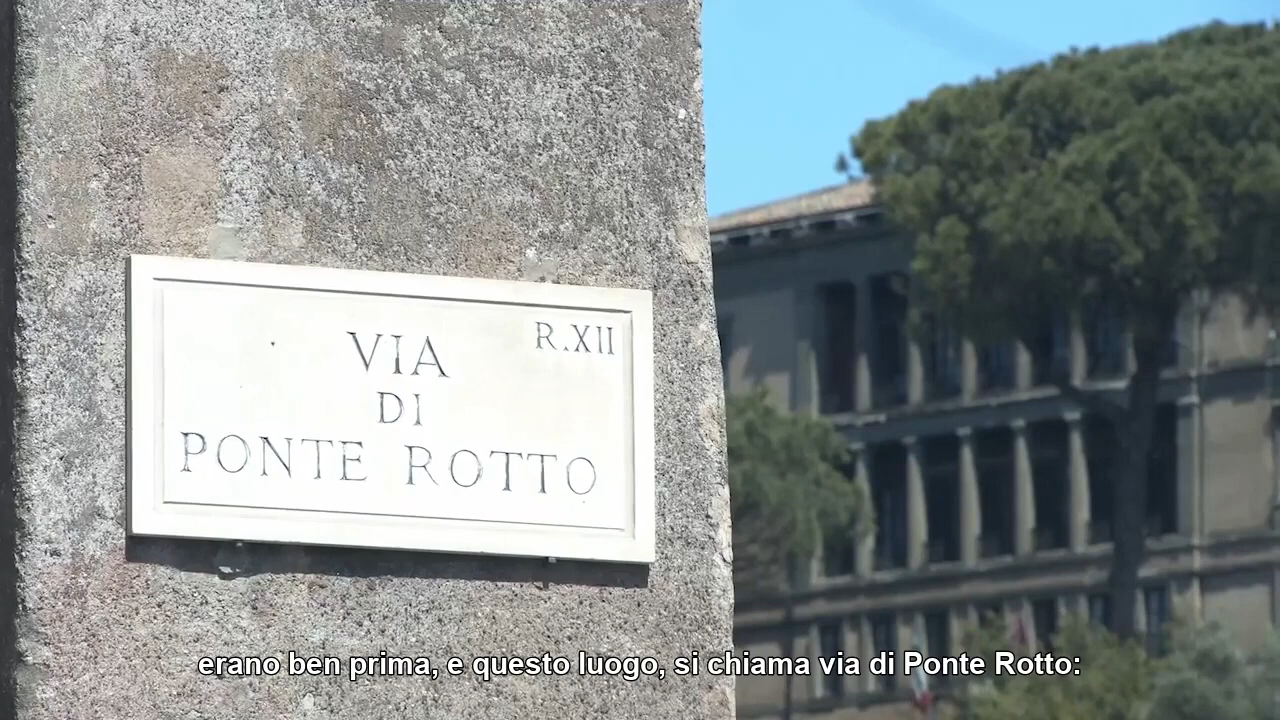 R.XII
VIA
DI
PONTE ROTTO
erano ben prima, e questo luogo, si chiama via di Ponte Rotto: